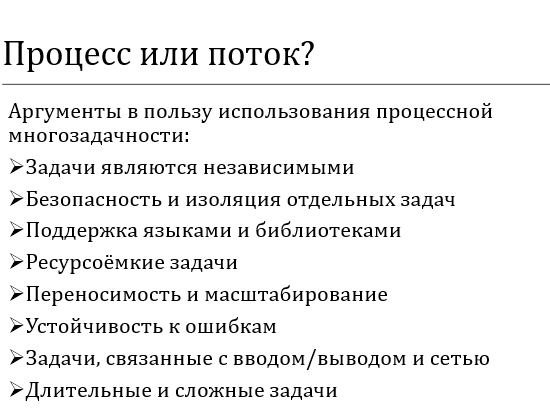 Процесс или поток?
Аргументы в пользу использования процессной
многозадачности:
➢Задачи являются независимыми
➢Безопасность и изоляция отдельных задач
➢Поддержка языками и библиотеками
➢Ресурсоёмкие задачи
➢Переносимость и масштабирование
➢Устойчивость к ошибкам
➢Задачи, связанные с вводом/выводом и сетью
➢Длительные и сложные задачи